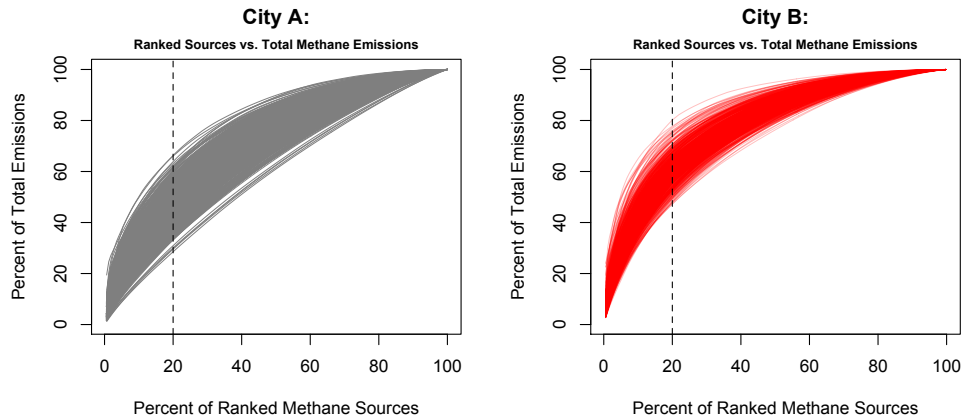 City A:
Ranked Sources vs. Total Methane Emissions
Percent of Total Emissions
100
80
60
40
20
0
0 20 40 60 80 100
Percent of Ranked Methane Sources
City B:
Ranked Sources vs. Total Methane Emissions
Percent of Total Emissions
100
80
60
40
20
0
0 20 40 60 80 100
Percent of Ranked Methane Sources